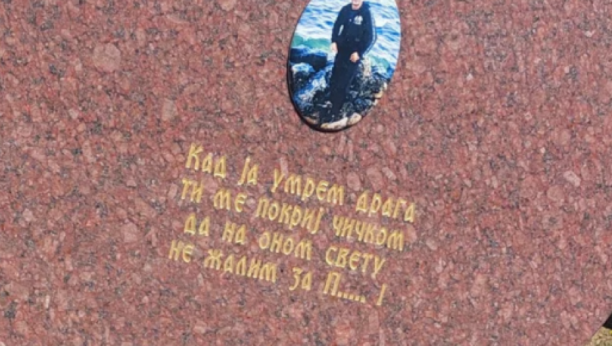 Кад ја умрем драга
ти ме покриј чичком
да на оном свету
не жалим за П..... !